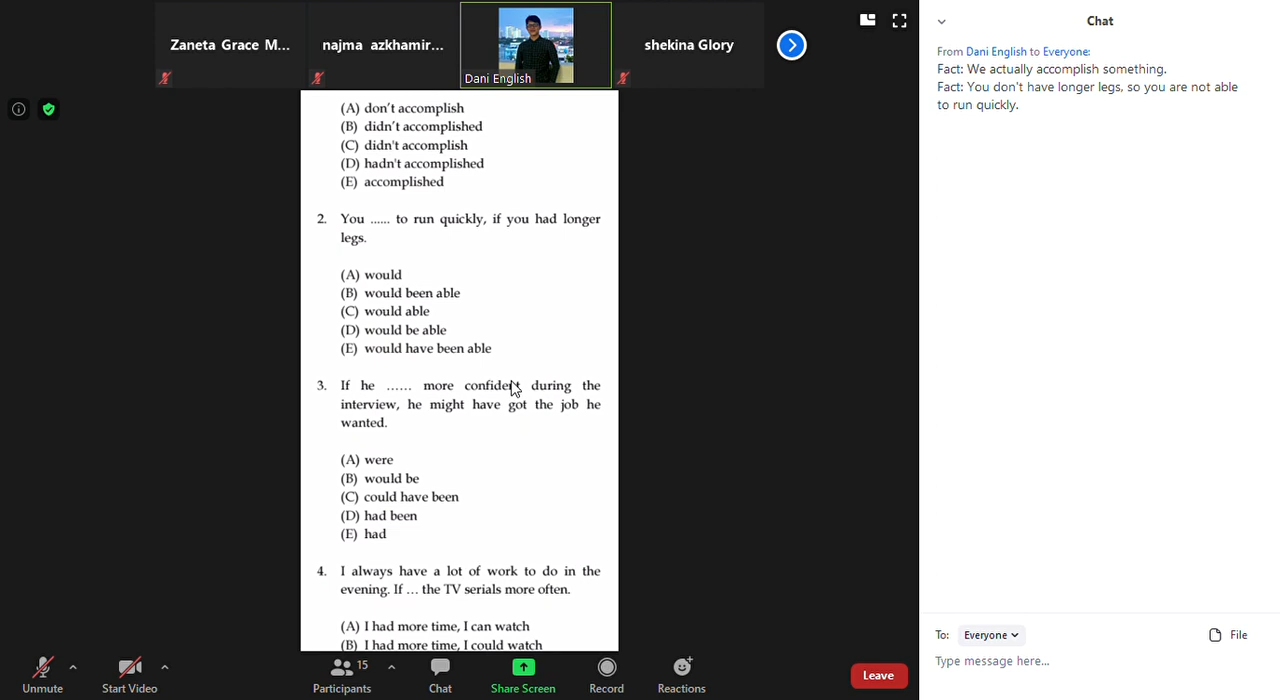 Zaneta Grace M...
najma azkhamir...
Dani English
shekina Glory
(A) don't accomplish
(B) didn't accomplished
(C) didn't accomplish
(D) hadn't accomplished
(E) accomplished
2. You ...... to run quickly, if you had longer
legs.
(A) would
(B) would been able
(C) would able
(D) would be able
(E) would have been able
3. If he ...... more confident during the
interview, he might have got the job he
wanted.
(A) were
(B) would be
(C) could have been
(D) had been
(E) had
4. I always have a lot of work to do in the
evening. If ... the TV serials more often.
(A) I had more time, I can watch
(B) I had more time, I could watch
Unmute
Start Video
15
Participants
Chat
Share Screen
Record
Reactions
Leave
Chat
From Dani English to Everyone:
Fact: We actually accomplish something.
Fact: You don't have longer legs, so you are not able
to run quickly.
To: Everyone
File
Type message here...